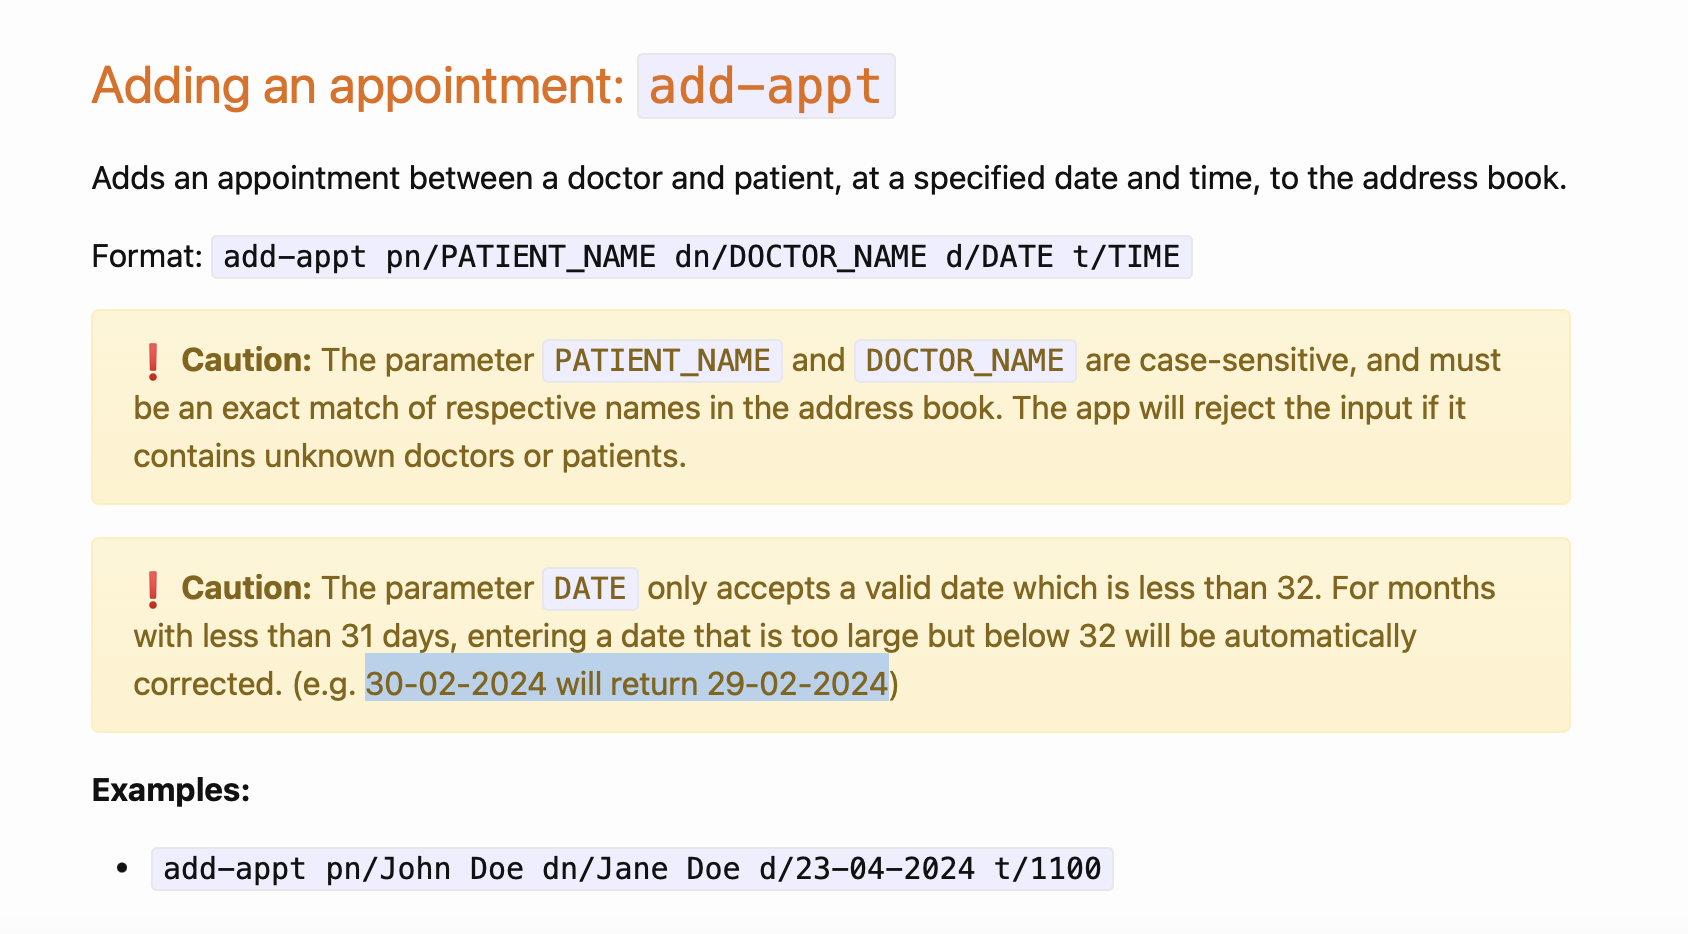 Adding an appointment: add-appt
Adds an appointment between a doctor and patient, at a specified date and time, to the address book.
Format: add-appt pn/PATIENT_NAME dn/DOCTOR_NAME d/DATE t/TIME
❗ Caution: The parameter PATIENT_NAME and DOCTOR_NAME are case-sensitive, and must
be an exact match of respective names in the address book. The app will reject the input if it
contains unknown doctors or patients.
❗ Caution: The parameter DATE only accepts a valid date which is less than 32. For months
with less than 31 days, entering a date that is too large but below 32 will be automatically
corrected. (e.g. 30-02-2024 will return 29-02-2024)
Examples:
• add-appt pn/John Doe dn/Jane Doe d/23-04-2024 t/1100